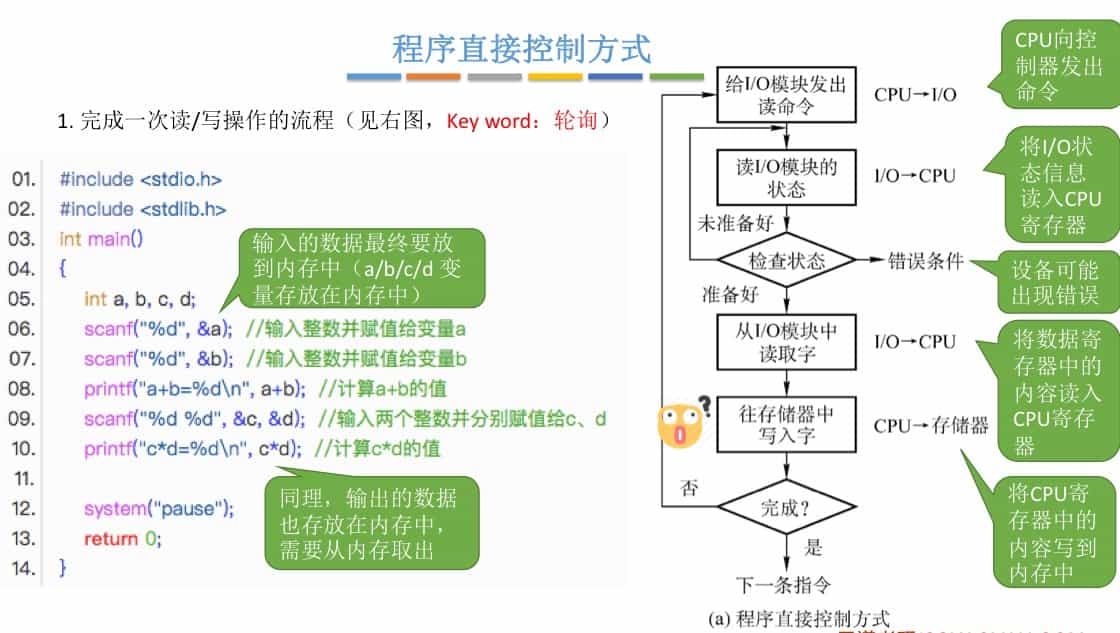 程序直接控制方式
1. 完成一次读/写操作的流程（见右图，Key word：轮询）
01. #include <stdio.h>
02. #include <stdlib.h>
03. int main()
04. {
05. int a, b, c, d;
06. scanf("%d", &a); //输入整数并赋值给变量a
07. scanf("%d", &b); //输入整数并赋值给变量b
08. printf("a+b=%d\n", a+b); //计算a+b的值
09. scanf("%d %d", &c, &d); //输入两个整数并分别赋值给c、d
10. printf("c*d=%d\n", c*d); //计算c*d的值
11.
12. system("pause");
13. return 0;
14. }
输入的数据最终要放
到内存中（a/b/c/d 变
量存放在内存中）
同理，输出的数据
也存放在内存中，
需要从内存取出
给I/O模块发出
读命令
CPU→I/O
CPU向控
制器发出
命令
读I/O模块的
状态
I/O→CPU
将I/O状
态信息
读入CPU
寄存器
未准备好
检查状态
错误条件
设备可能
出现错误
准备好
从I/O模块中
读取字
I/O→CPU
将数据寄
存器中的
内容读入
CPU寄存
器
?
往存储器中
写入字
CPU→存储器
将CPU寄
存器中的
内容写到
内存中
否
完成?
是
下一条指令
(a) 程序直接控制方式